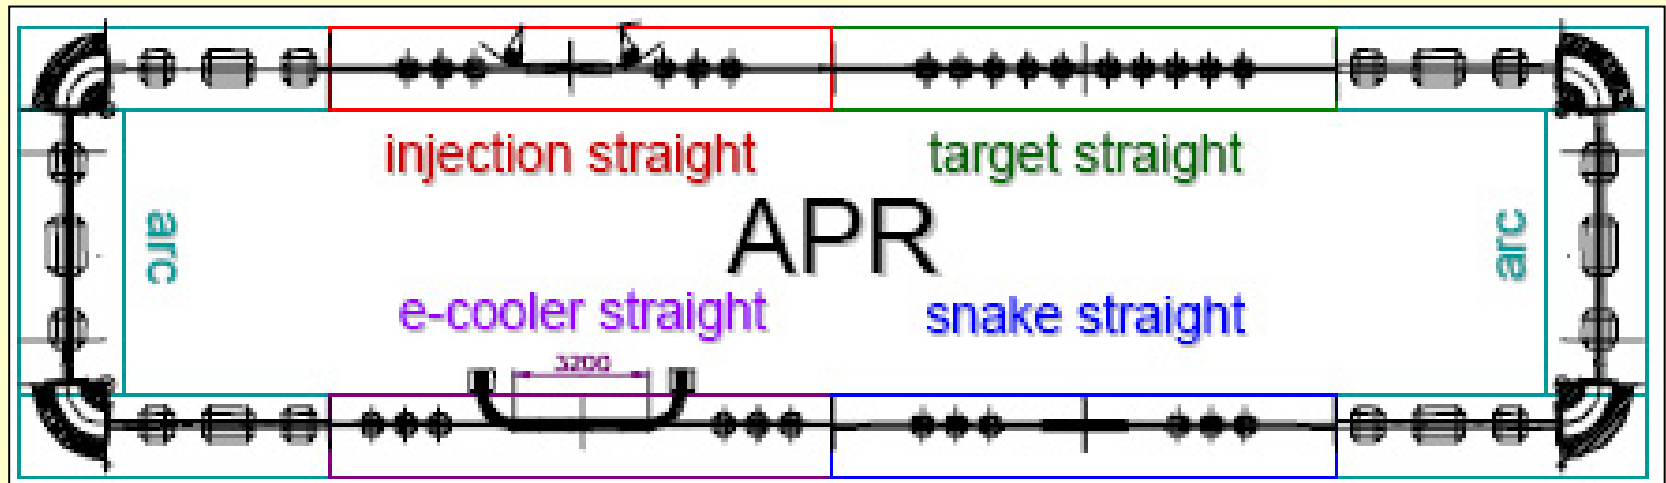 injection straight
target straight
APR
arc
arc
e-cooler straight
snake straight
3200